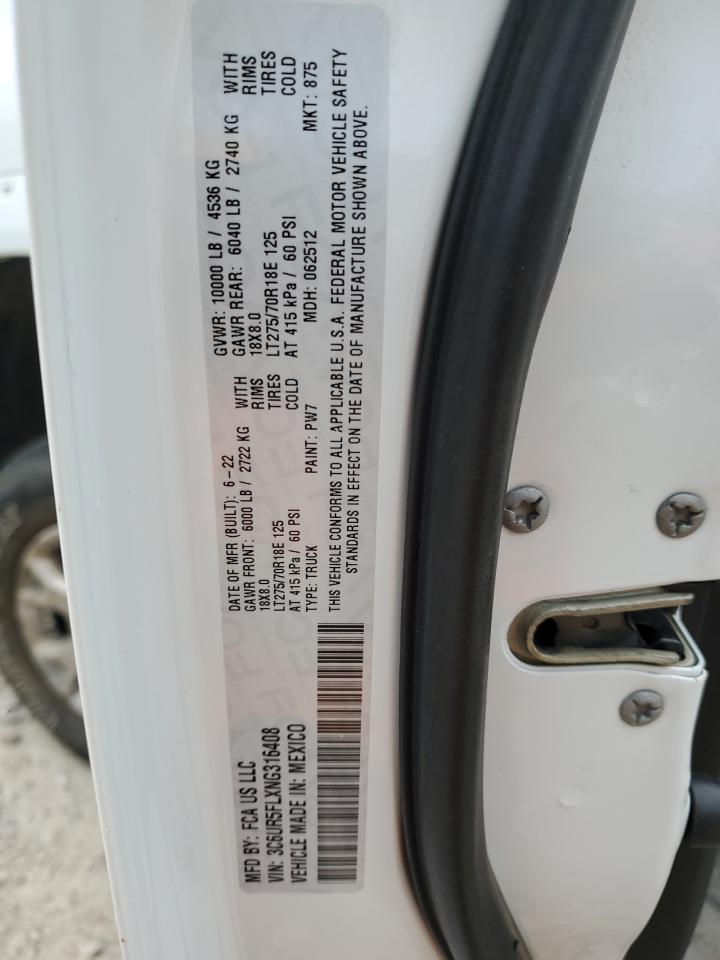 MFD BY: FCA US LLC
VIN: 3C6UR5FLXNG316408
VEHICLE MADE IN: MEXICO
DATE OF MFR (BUILT): 6-22
GAWR FRONT: 6000 LB / 2722 KG WITH
18X8.0 RIMS
LT275/70R18E 125 TIRES
AT 415 kPa / 60 PSI COLD
GVWR: 10000 LB / 4536 KG
GAWR REAR: 6040 LB / 2740 KG WITH
18X8.0 RIMS
LT275/70R18E 125 TIRES
AT 415 kPa / 60 PSI COLD
TYPE: TRUCK PAINT: PW7 MDH: 062512 MKT: 875
THIS VEHICLE CONFORMS TO ALL APPLICABLE U.S.A. FEDERAL MOTOR VEHICLE SAFETY
STANDARDS IN EFFECT ON THE DATE OF MANUFACTURE SHOWN ABOVE.